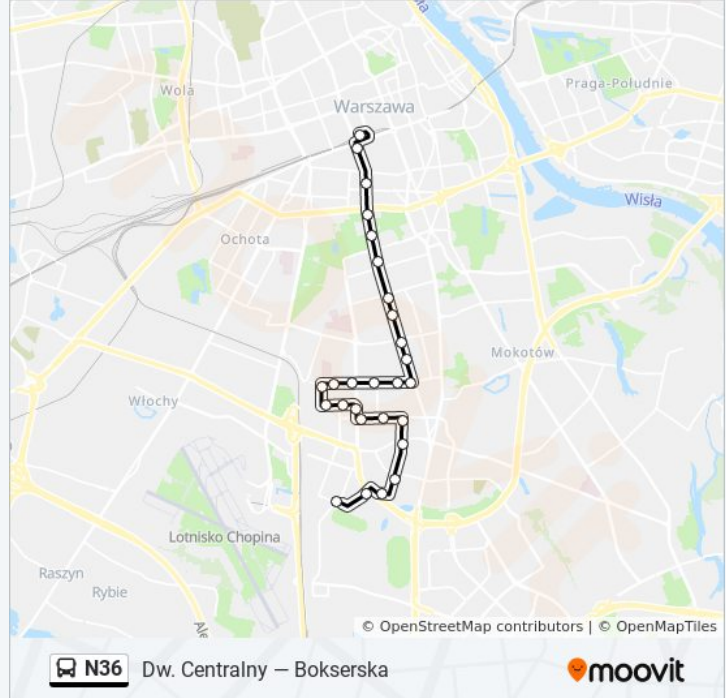 Wisła
Wola
Praga-Południe
Warszawa
Wisła
Ochota
Mokotów
Włochy
Lotnisko Chopina
Raszyn
Rybie
© OpenStreetMap contributors | © OpenMapTiles
N36 Dw. Centralny — Bokserska
moovit